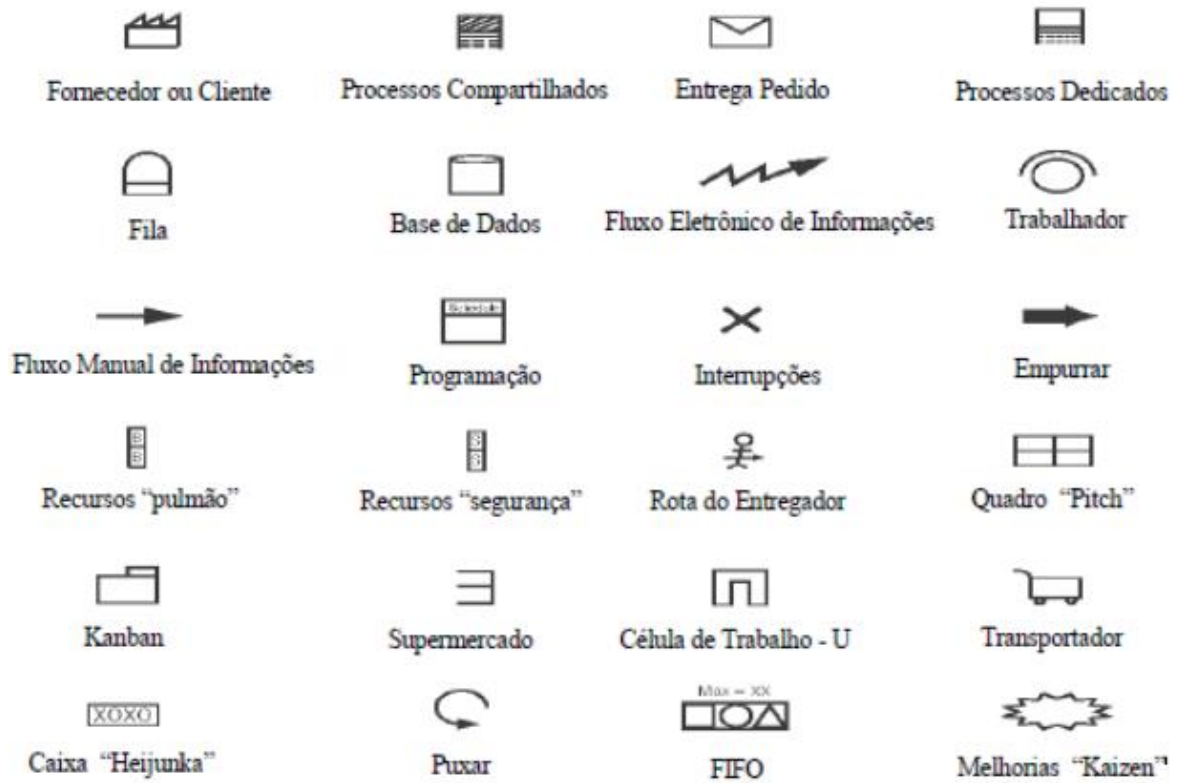 Fornecedor ou Cliente
Processos Compartilhados
Entrega Pedido
Processos Dedicados
Fila
Base de Dados
Fluxo Eletrônico de Informações
Trabalhador
Fluxo Manual de Informações
Schedule
Programação
Interrupções
Empurrar
B
B
Recursos “pulmão”
S
S
Recursos “segurança”
Rota do Entregador
Quadro “Pitch”
Kanban
Supermercado
Célula de Trabalho - U
Transportador
XOXO
Caixa “Heijunka”
Puxar
Max = XX
FIFO
Melhorias “Kaizen”